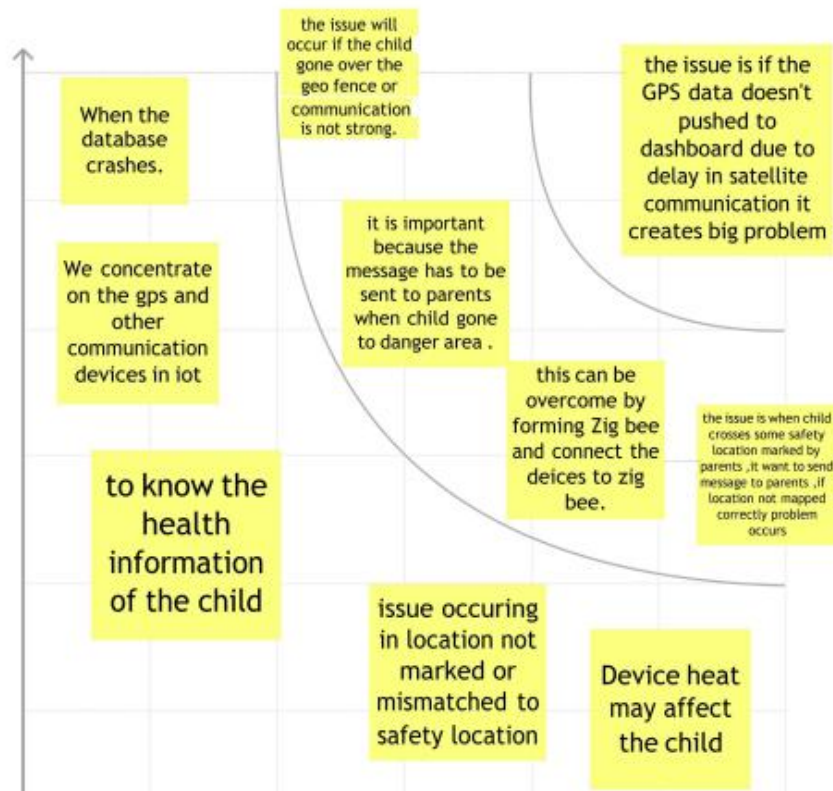 the issue will
occur if the child
gone over the
geo fence or
communication
is not strong.
the issue is if the
GPS data doesn't
pushed to
dashboard due to
delay in satellite
communication it
creates big problem
When the
database
crashes.
it is important
because the
message has to be
sent to parents
when child gone
to danger area .
We concentrate
on the gps and
other
communication
devices in iot
this can be
overcome by
forming Zig bee
and connect the
deices to zig
bee.
the issue is when child
crosses some safety
location marked by
parents ,it want to send
message to parents ,if
location not mapped
correctly problem
occurs
to know the
health
information
of the child
issue occuring
in location not
marked or
mismatched to
safety location
Device heat
may affect
the child